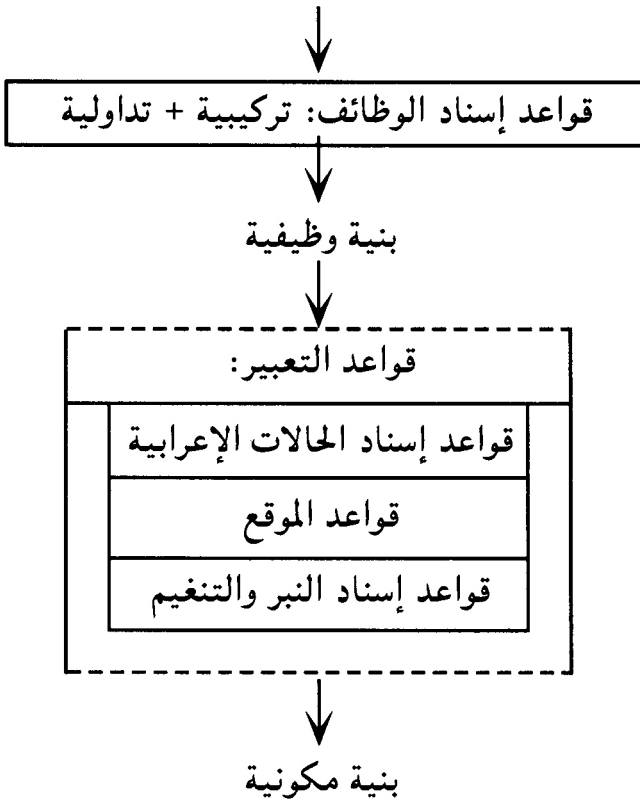 قواعد إسناد الوظائف: تركيبية + تداولية
بنية وظيفية
قواعد التعبير:
قواعد إسناد الحالات الإعرابية
قواعد الموقع
قواعد إسناد النبر والتنغيم
بنية مكونية